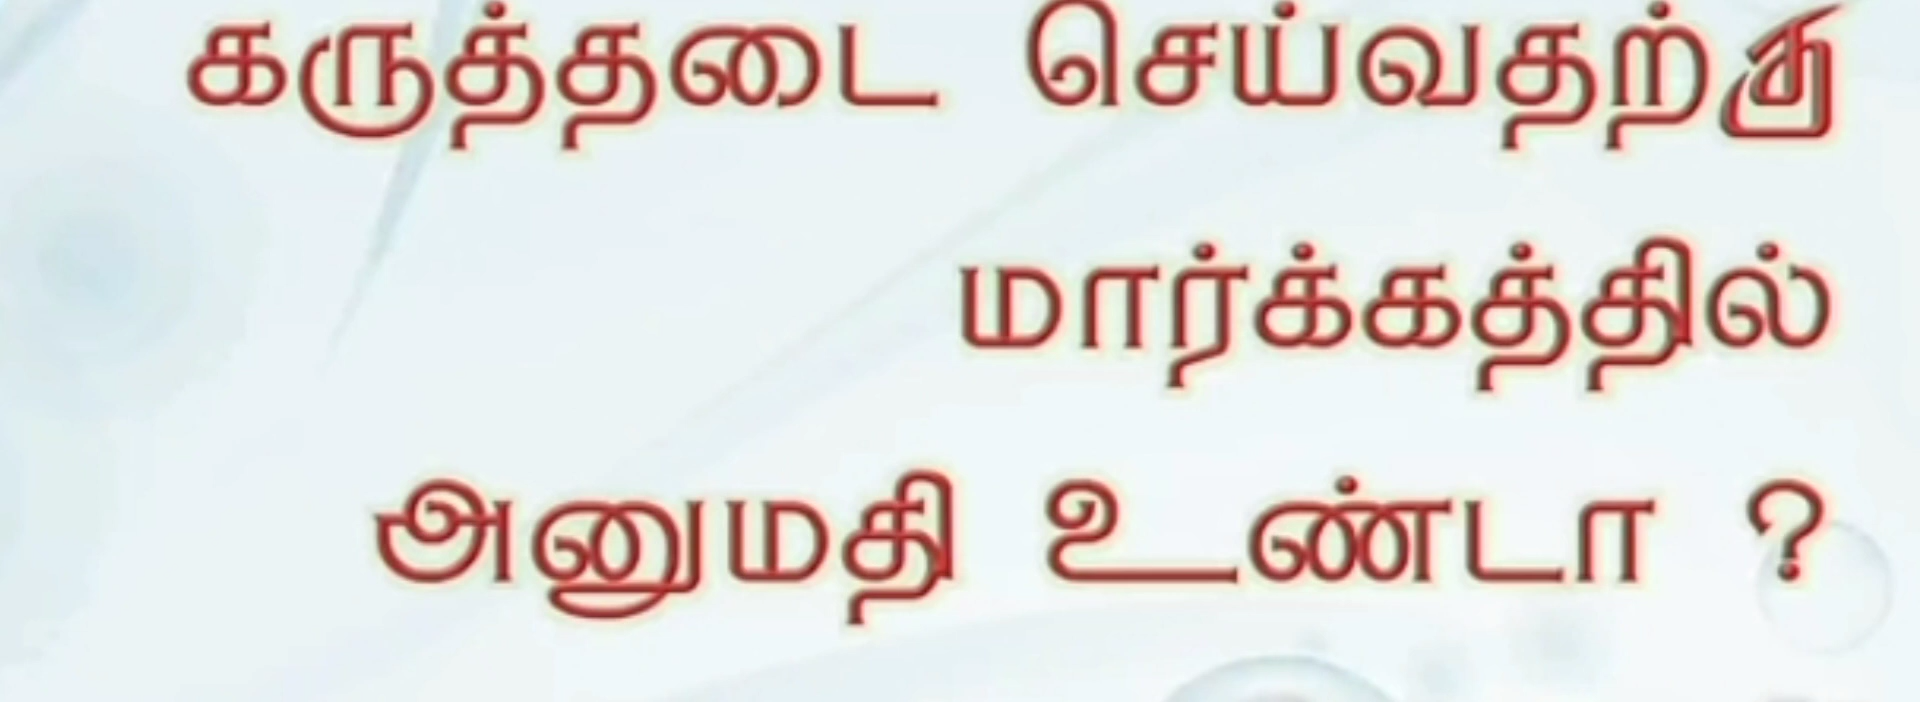 கருத்தடை செய்வதற்கு
மார்க்கத்தில்
அனுமதி உண்டா ?